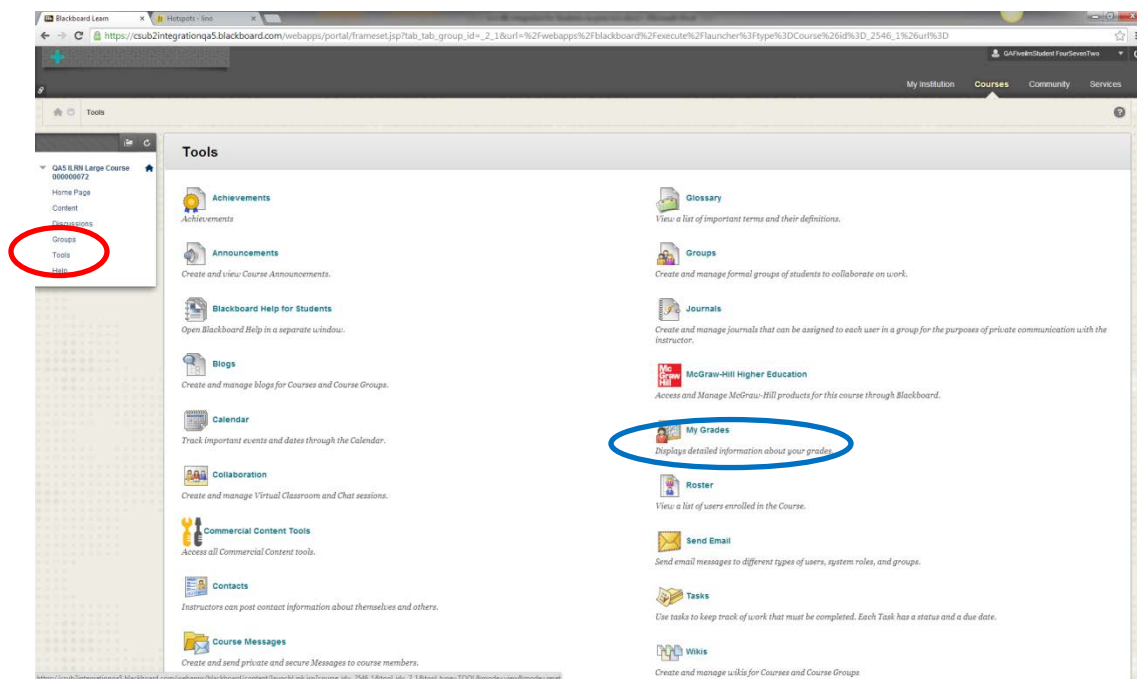 Blackboard Learn
Hotspots - lino
https://csub2integrationqa5.blackboard.com/webapps/portal/frameset.jsp?tab_tab_group_id=_2_1&url=%2Fwebapps%2Fblackboard%2Fexecute%2Flauncher%3Ftype%3DCourse%26id%3D_2546_1%26url%3D
QAFiveilrnStudent FourSevenTwo
My Institution Courses Community Services
Tools
QA5 ILRN Large Course
000000072
Home Page
Content
Discussions
Groups
Tools
Help
Tools
Achievements
Achievements
Announcements
Create and view Course Announcements.
Blackboard Help for Students
Open Blackboard Help in a separate window.
Blogs
Create and manage blogs for Courses and Course Groups.
Calendar
Track important events and dates through the Calendar.
Collaboration
Create and manage Virtual Classroom and Chat sessions.
Commercial Content Tools
Access all Commercial Content tools.
Contacts
Instructors can post contact information about themselves and others.
Course Messages
Create and send private and secure Messages to course members.
Glossary
View a list of important terms and their definitions.
Groups
Create and manage formal groups of students to collaborate on work.
Journals
Create and manage journals that can be assigned to each user in a group for the purposes of private communication with the
instructor.
Mc
Graw
Hill
McGraw-Hill Higher Education
Access and Manage McGraw-Hill products for this course through Blackboard.
My Grades
Displays detailed information about your grades.
Roster
View a list of users enrolled in the Course.
Send Email
Send email messages to different types of users, system roles, and groups.
Tasks
Use tasks to keep track of work that must be completed. Each Task has a status and a due date.
Wikis
Create and manage wikis for Courses and Course Groups